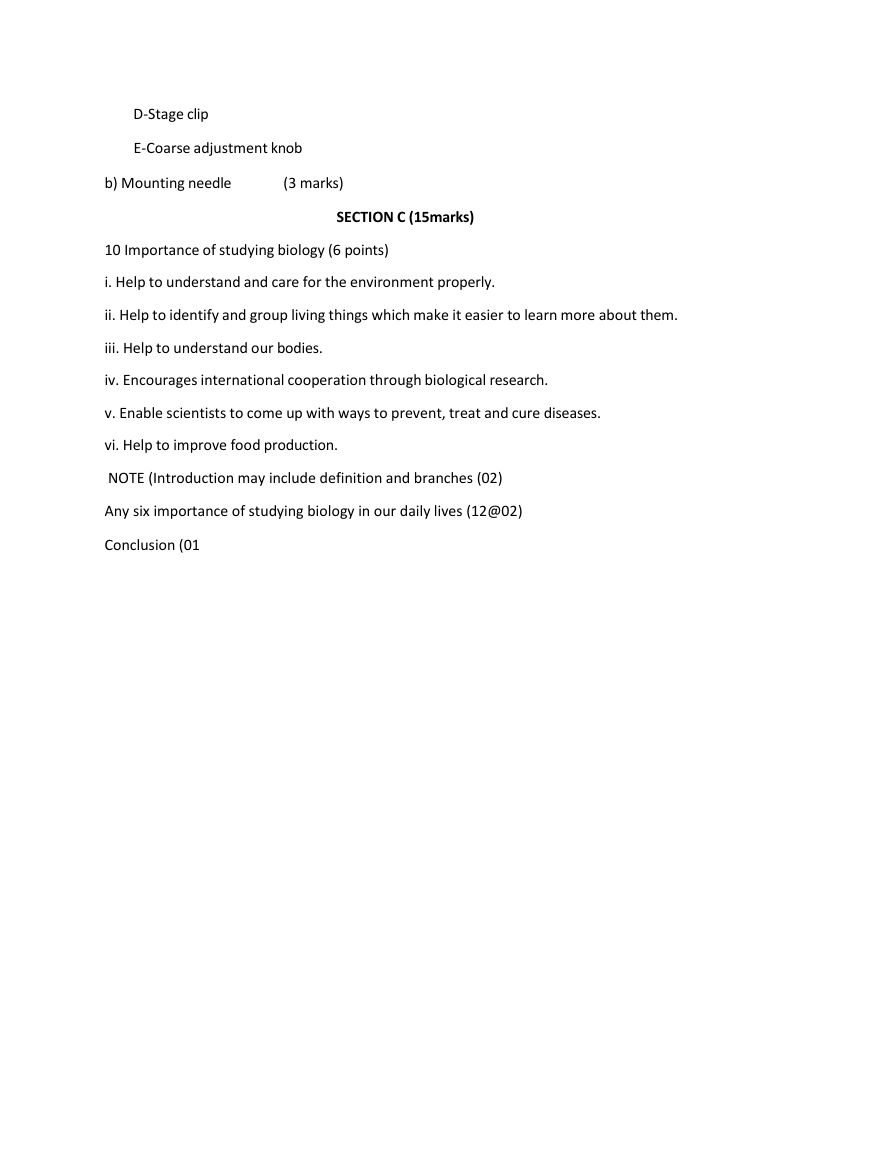 D-Stage clip
E-Coarse adjustment knob
b) Mounting needle (3 marks)
SECTION C (15marks)
10 Importance of studying biology (6 points)
i. Help to understand and care for the environment properly.
ii. Help to identify and group living things which make it easier to learn more about them.
iii. Help to understand our bodies.
iv. Encourages international cooperation through biological research.
v. Enable scientists to come up with ways to prevent, treat and cure diseases.
vi. Help to improve food production.
NOTE (Introduction may include definition and branches (02)
Any six importance of studying biology in our daily lives (12@02)
Conclusion (01